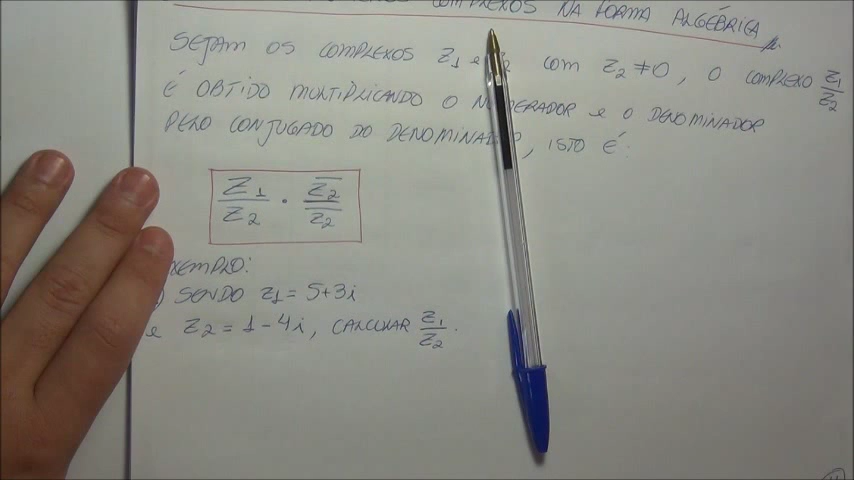 COMPLEXOS NA FORMA ALGÉBRICA
SEJAM OS COMPLEXOS Z1 e Z2 COM Z2 ≠ 0, O COMPLEXO Z1/Z2
É OBTIDO MULTIPLICANDO O NUMERADOR e O DENOMINADOR
PELO CONJUGADO DO DENOMINADOR, ISTO É:
Z1/Z2 · Z̅2/Z̅2
EXEMPLO:
) SENDO Z1 = 5+3i
e Z2 = 1-4i, CALCULAR Z1/Z2.